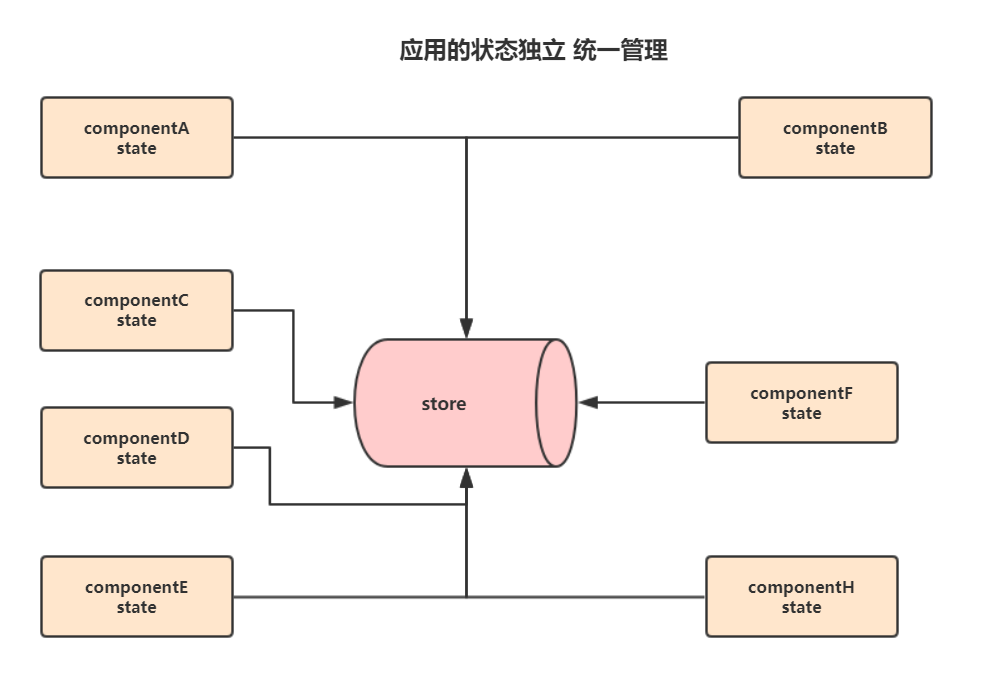 应用的状态独立 统一管理
componentA
state
componentB
state
componentC
state
store
componentF
state
componentD
state
componentE
state
componentH
state